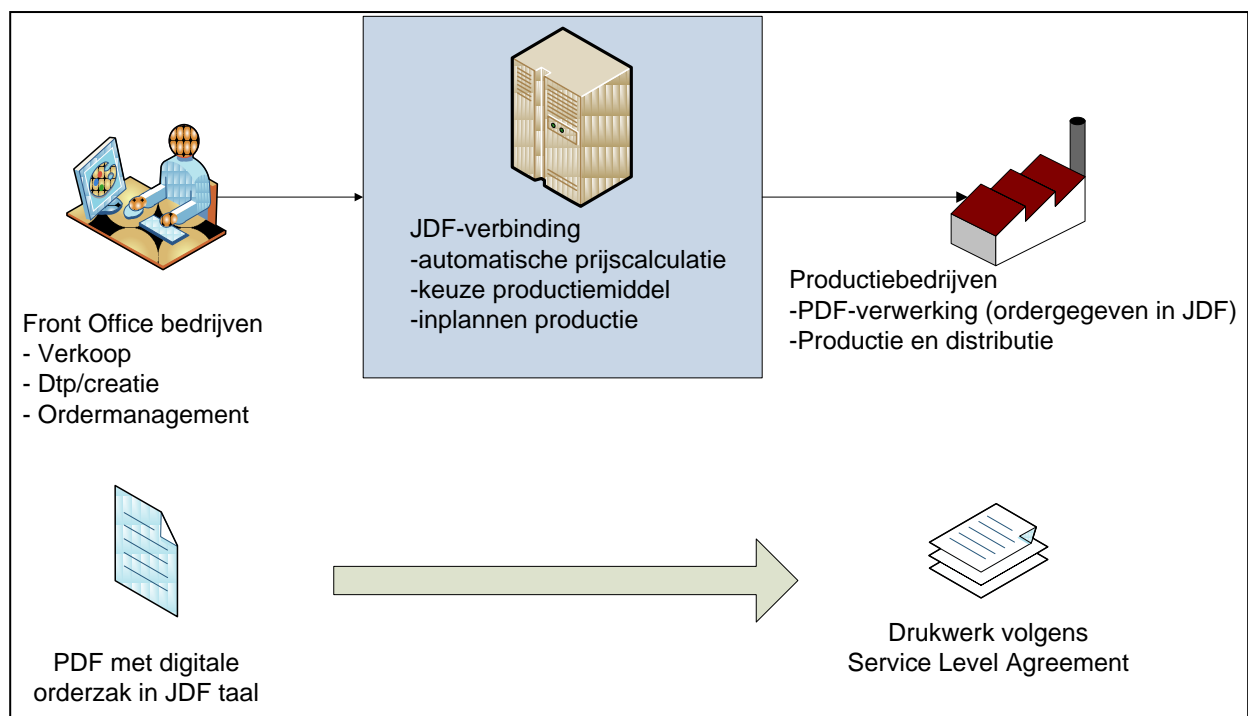 Front Office bedrijven
- Verkoop
- Dtp/creatie
- Ordermanagement
JDF-verbinding
-automatische prijscalculatie
-keuze productiemiddel
-inplannen productie
Productiebedrijven
-PDF-verwerking (ordergegeven in JDF)
-Productie en distributie
PDF met digitale
orderzak in JDF taal
Drukwerk volgens
Service Level Agreement